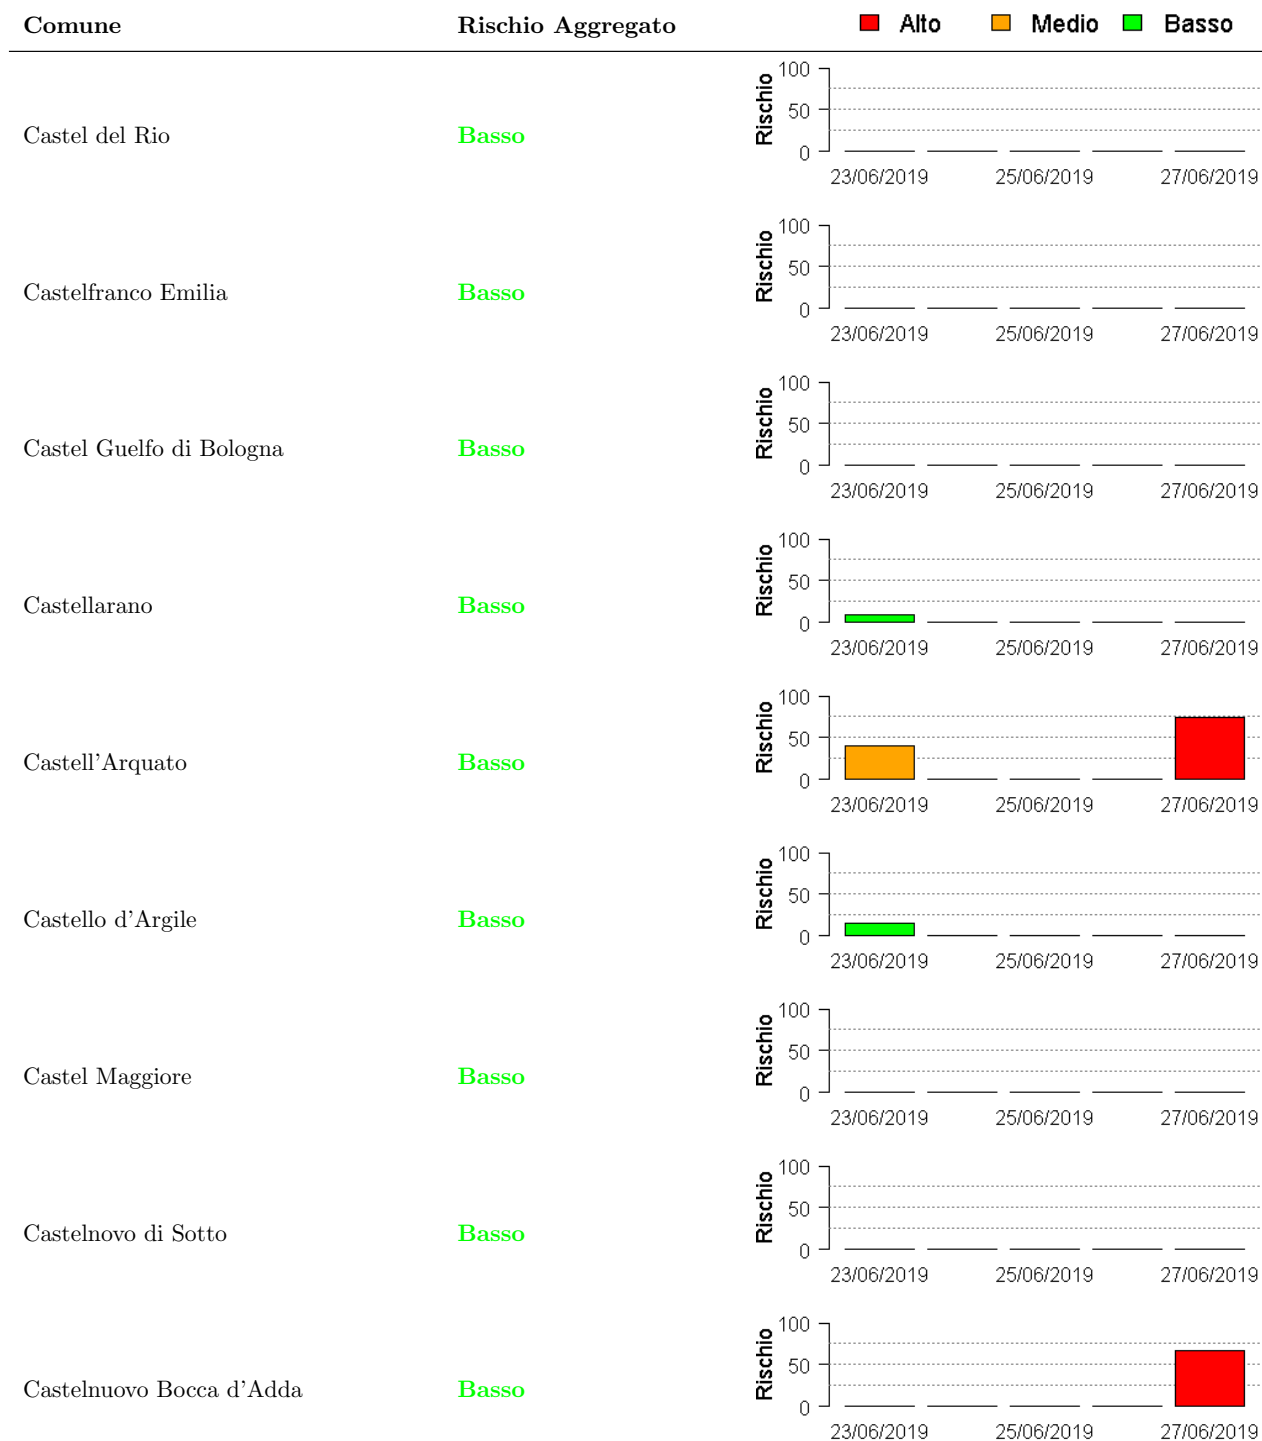 Comune Rischio Aggregato Alto Medio Basso
Castel del Rio Basso Rischio 100 50 0
23/06/2019 25/06/2019 27/06/2019
Castelfranco Emilia Basso Rischio 100 50 0
23/06/2019 25/06/2019 27/06/2019
Castel Guelfo di Bologna Basso Rischio 100 50 0
23/06/2019 25/06/2019 27/06/2019
Castellarano Basso Rischio 100 50 0
23/06/2019 25/06/2019 27/06/2019
Castell'Arquato Basso Rischio 100 50 0
23/06/2019 25/06/2019 27/06/2019
Castello d'Argile Basso Rischio 100 50 0
23/06/2019 25/06/2019 27/06/2019
Castel Maggiore Basso Rischio 100 50 0
23/06/2019 25/06/2019 27/06/2019
Castelnovo di Sotto Basso Rischio 100 50 0
23/06/2019 25/06/2019 27/06/2019
Castelnuovo Bocca d'Adda Basso Rischio 100 50 0
23/06/2019 25/06/2019 27/06/2019